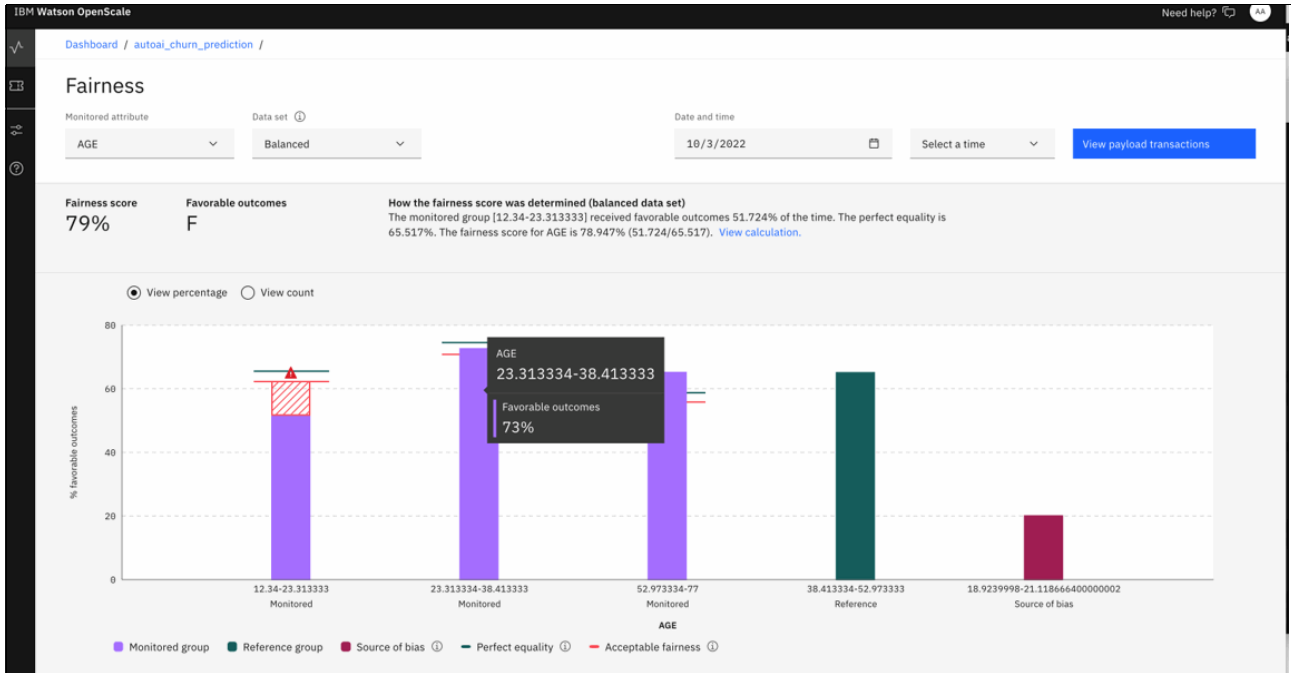 IBM Watson OpenScale
Need help?
AA
Dashboard / autoai_churn_prediction /
Fairness
Monitored attribute
Data set
Date and time
AGE
Balanced
10/3/2022
Select a time
View payload transactions
Fairness score
79%
Favorable outcomes
F
How the fairness score was determined (balanced data set)
The monitored group [12.34-23.313333] received favorable outcomes 51.724% of the time. The perfect equality is
65.517%. The fairness score for AGE is 78.947% (51.724/65.517). View calculation.
View percentage
View count
80
60
40
20
0
% favorable outcomes
AGE
23.313334-38.413333
Favorable outcomes
73%
12.34-23.313333
Monitored
23.313334-38.413333
Monitored
52.973334-77
Monitored
38.413334-52.973333
Reference
18.9239998-21.118666400000002
Source of bias
AGE
Monitored group
Reference group
Source of bias
Perfect equality
Acceptable fairness